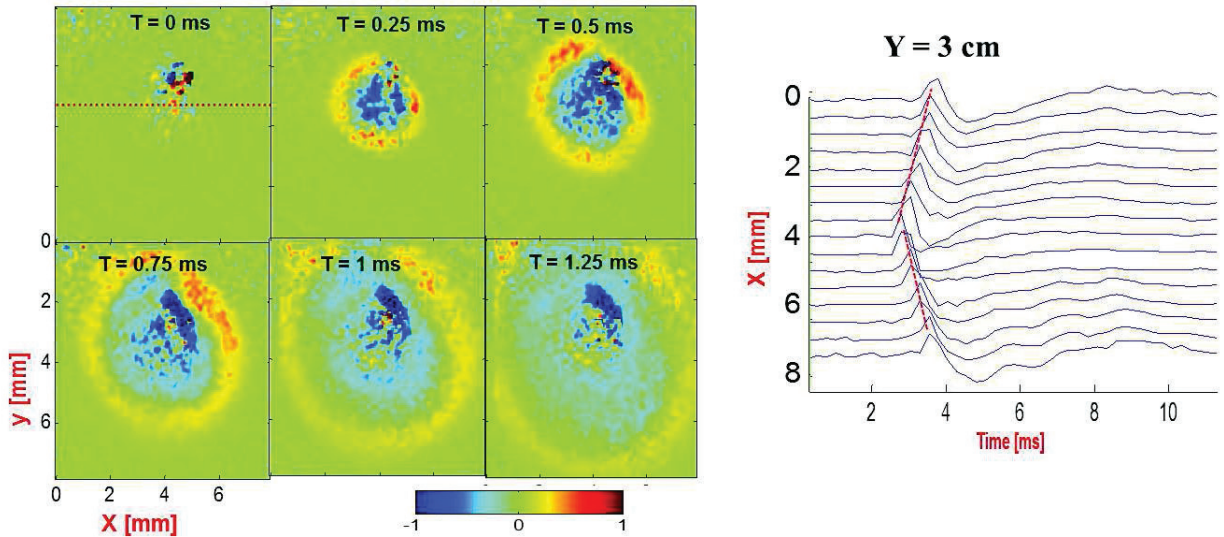 T = 0 ms
T = 0.25 ms
T = 0.5 ms
0
T = 0.75 ms
T = 1 ms
T = 1.25 ms
2
4
6
y [mm]
0 2 4 6
X [mm]
-1 0 1
Y = 3 cm
0
2
4
6
8
X [mm]
2 4 6 8 10
Time [ms]